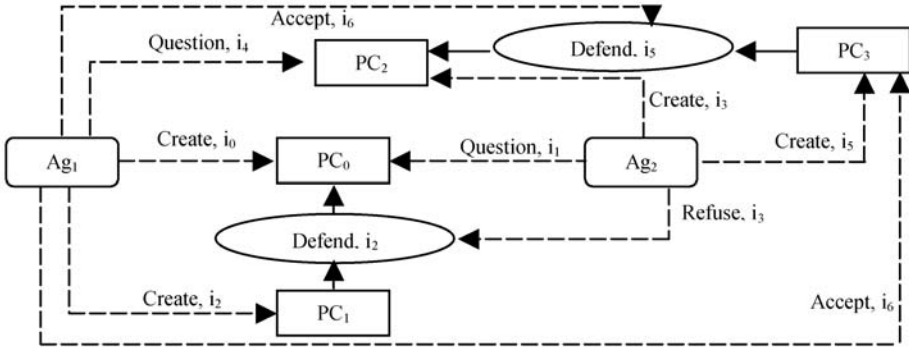 Accept, i₆
Question, i₄
Defend, i₅
PC₂
PC₃
Create, i₃
Create, i₀
Question, i₁
Create, i₅
Ag₁
PC₀
Ag₂
Refuse, i₃
Defend, i₂
Create, i₂
PC₁
Accept, i₆